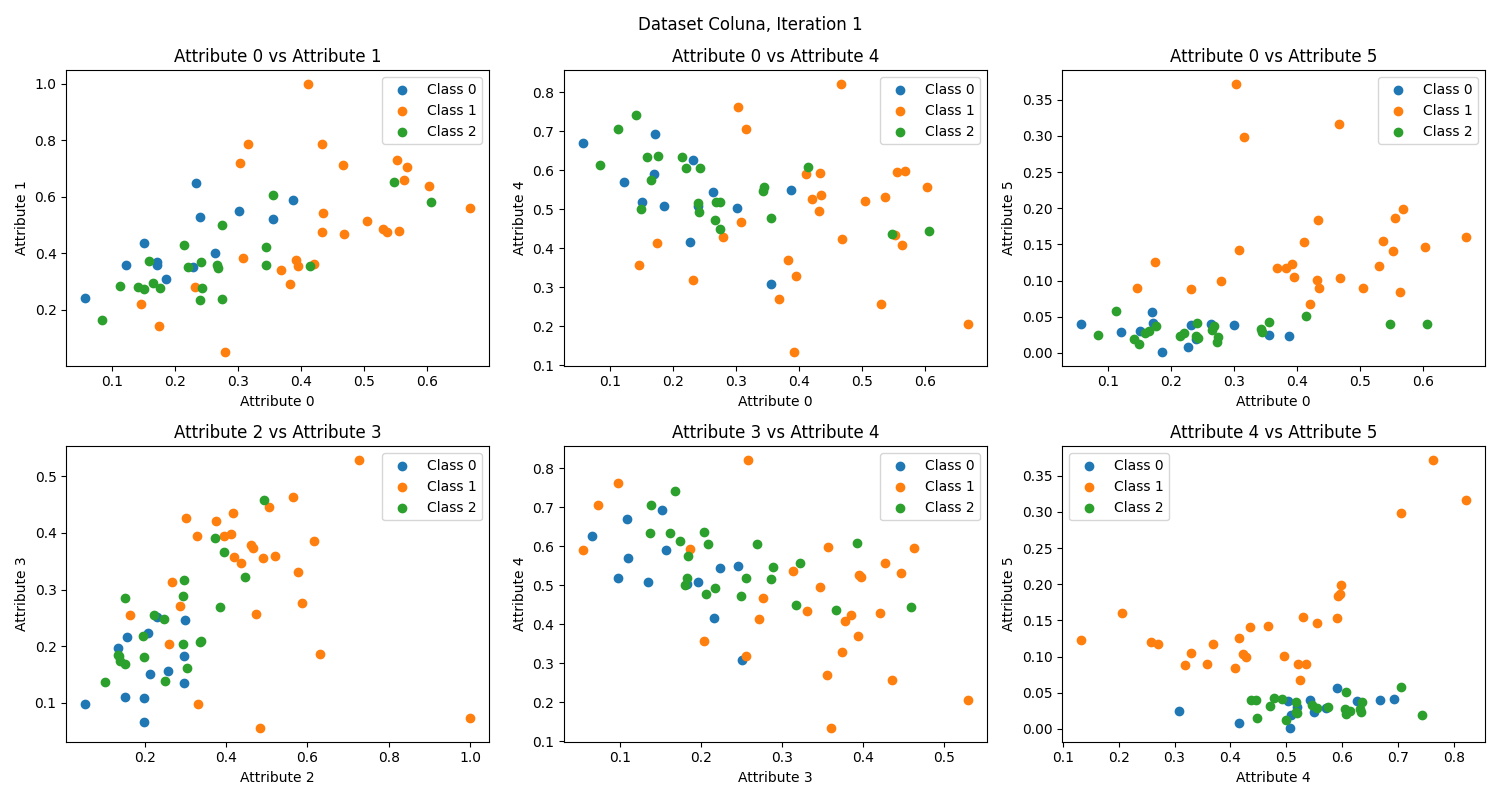 Dataset Coluna, Iteration 1
Attribute 0 vs Attribute 1
Class 0
Class 1
Class 2
1.0
0.8
0.6
0.4
0.2
Attribute 1
0.1 0.2 0.3 0.4 0.5 0.6
Attribute 0
Attribute 0 vs Attribute 4
Class 0
Class 1
Class 2
0.8
0.7
0.6
0.5
0.4
0.3
0.2
0.1
Attribute 4
0.1 0.2 0.3 0.4 0.5 0.6
Attribute 0
Attribute 0 vs Attribute 5
Class 0
Class 1
Class 2
0.35
0.30
0.25
0.20
0.15
0.10
0.05
0.00
Attribute 5
0.1 0.2 0.3 0.4 0.5 0.6
Attribute 0
Attribute 2 vs Attribute 3
Class 0
Class 1
Class 2
0.5
0.4
0.3
0.2
0.1
Attribute 3
0.2 0.4 0.6 0.8 1.0
Attribute 2
Attribute 3 vs Attribute 4
Class 0
Class 1
Class 2
0.8
0.7
0.6
0.5
0.4
0.3
0.2
0.1
Attribute 4
0.1 0.2 0.3 0.4 0.5
Attribute 3
Attribute 4 vs Attribute 5
Class 0
Class 1
Class 2
0.35
0.30
0.25
0.20
0.15
0.10
0.05
0.00
Attribute 5
0.1 0.2 0.3 0.4 0.5 0.6 0.7 0.8
Attribute 4